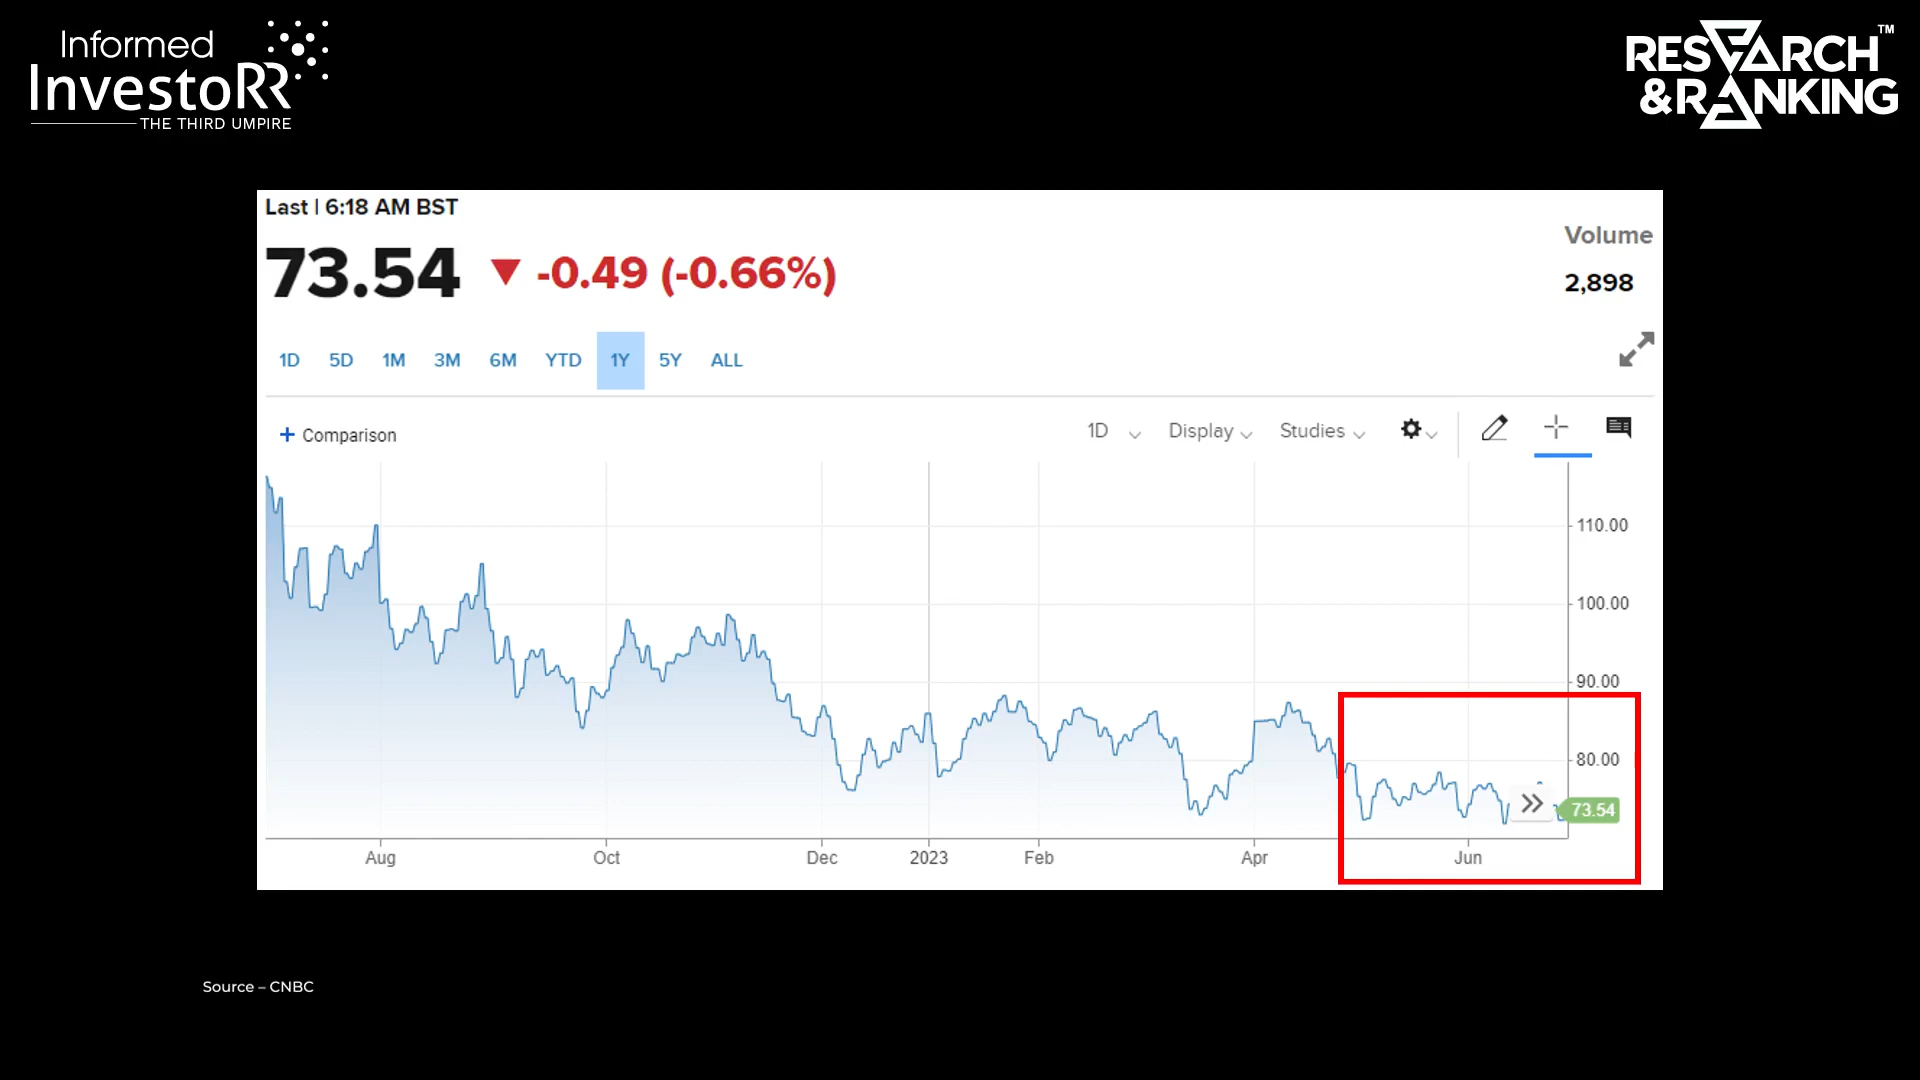 Informed
InvestoRR
THE THIRD UMPIRE
RESEARCH™
&RANKING
Last | 6:18 AM BST
73.54 ▼ -0.49 (-0.66%)
Volume
2,898
1D 5D 1M 3M 6M YTD 1Y 5Y ALL
+ Comparison
1D Display Studies
110.00
100.00
90.00
80.00
73.54
Aug Oct Dec 2023 Feb Apr Jun
Source – CNBC